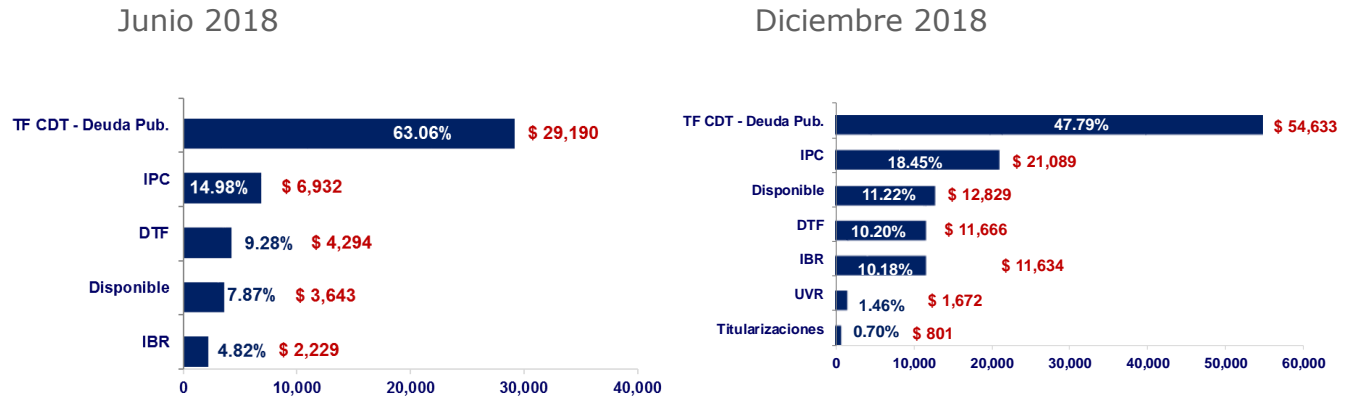 Junio 2018
TF CDT - Deuda Pub. 63.06% $ 29,190
IPC 14.98% $ 6,932
DTF 9.28% $ 4,294
Disponible 7.87% $ 3,643
IBR 4.82% $ 2,229
0 10,000 20,000 30,000 40,000
Diciembre 2018
TF CDT - Deuda Pub. 47.79% $ 54,633
IPC 18.45% $ 21,089
Disponible 11.22% $ 12,829
DTF 10.20% $ 11,666
IBR 10.18% $ 11,634
UVR 1.46% $ 1,672
Titularizaciones 0.70% $ 801
0 10,000 20,000 30,000 40,000 50,000 60,000